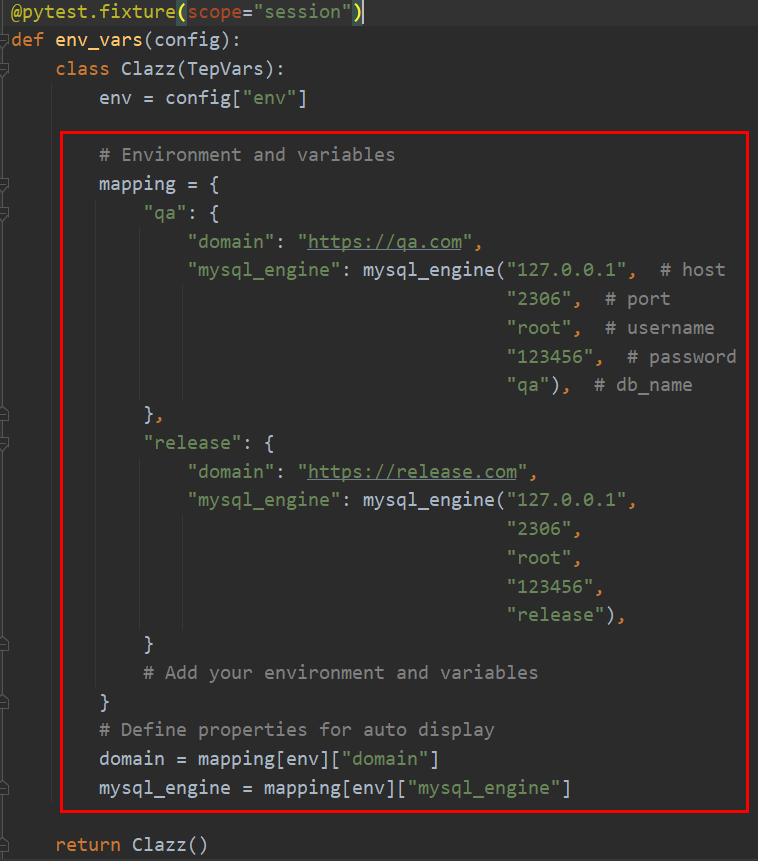 @pytest.fixture(scope="session")
def env_vars(config):
    class Clazz(TepVars):
        env = config["env"]

        # Environment and variables
        mapping = {
            "qa": {
                "domain": "https://qa.com",
                "mysql_engine": mysql_engine("127.0.0.1",  # host
                                             "2306",  # port
                                             "root",  # username
                                             "123456",  # password
                                             "qa"),  # db_name
            },
            "release": {
                "domain": "https://release.com",
                "mysql_engine": mysql_engine("127.0.0.1",
                                             "2306",
                                             "root",
                                             "123456",
                                             "release"),
            }
            # Add your environment and variables
        }
        # Define properties for auto display
        domain = mapping[env]["domain"]
        mysql_engine = mapping[env]["mysql_engine"]

    return Clazz()